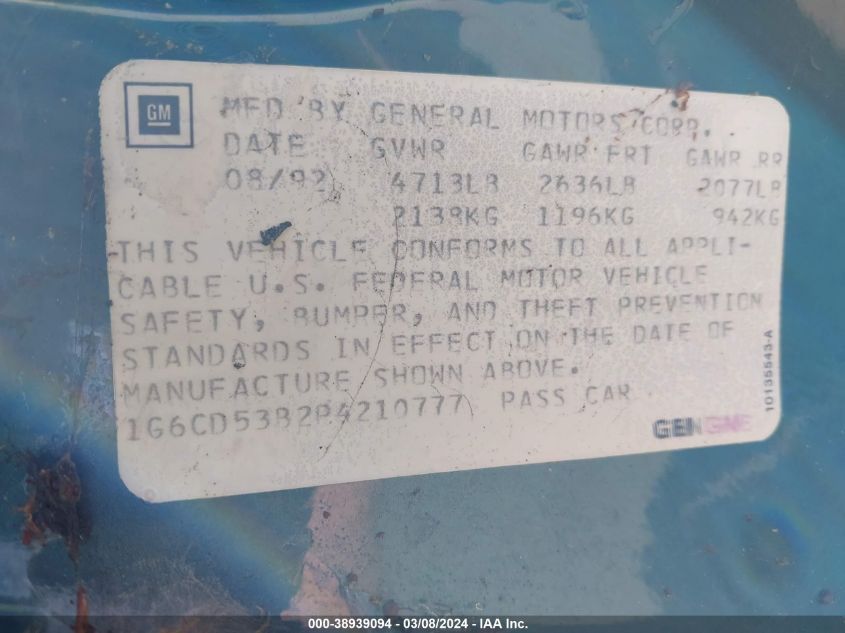 GM
MFD BY GENERAL MOTORS CORP.
DATE GVWR GAWR FRT GAWR RR
08/92 4713LB 2636LB 2077LB
2138KG 1196KG 942KG
THIS VEHICLE CONFORMS TO ALL APPLI-
CABLE U.S. FEDERAL MOTOR VEHICLE
SAFETY, BUMPER, AND THEFT PREVENTION
STANDARDS IN EFFECT ON THE DATE OF
MANUFACTURE SHOWN ABOVE.
1G6CD53B2P4210777 PASS CAR
10135543-A
000-38939094 - 03/08/2024 - IAA Inc.